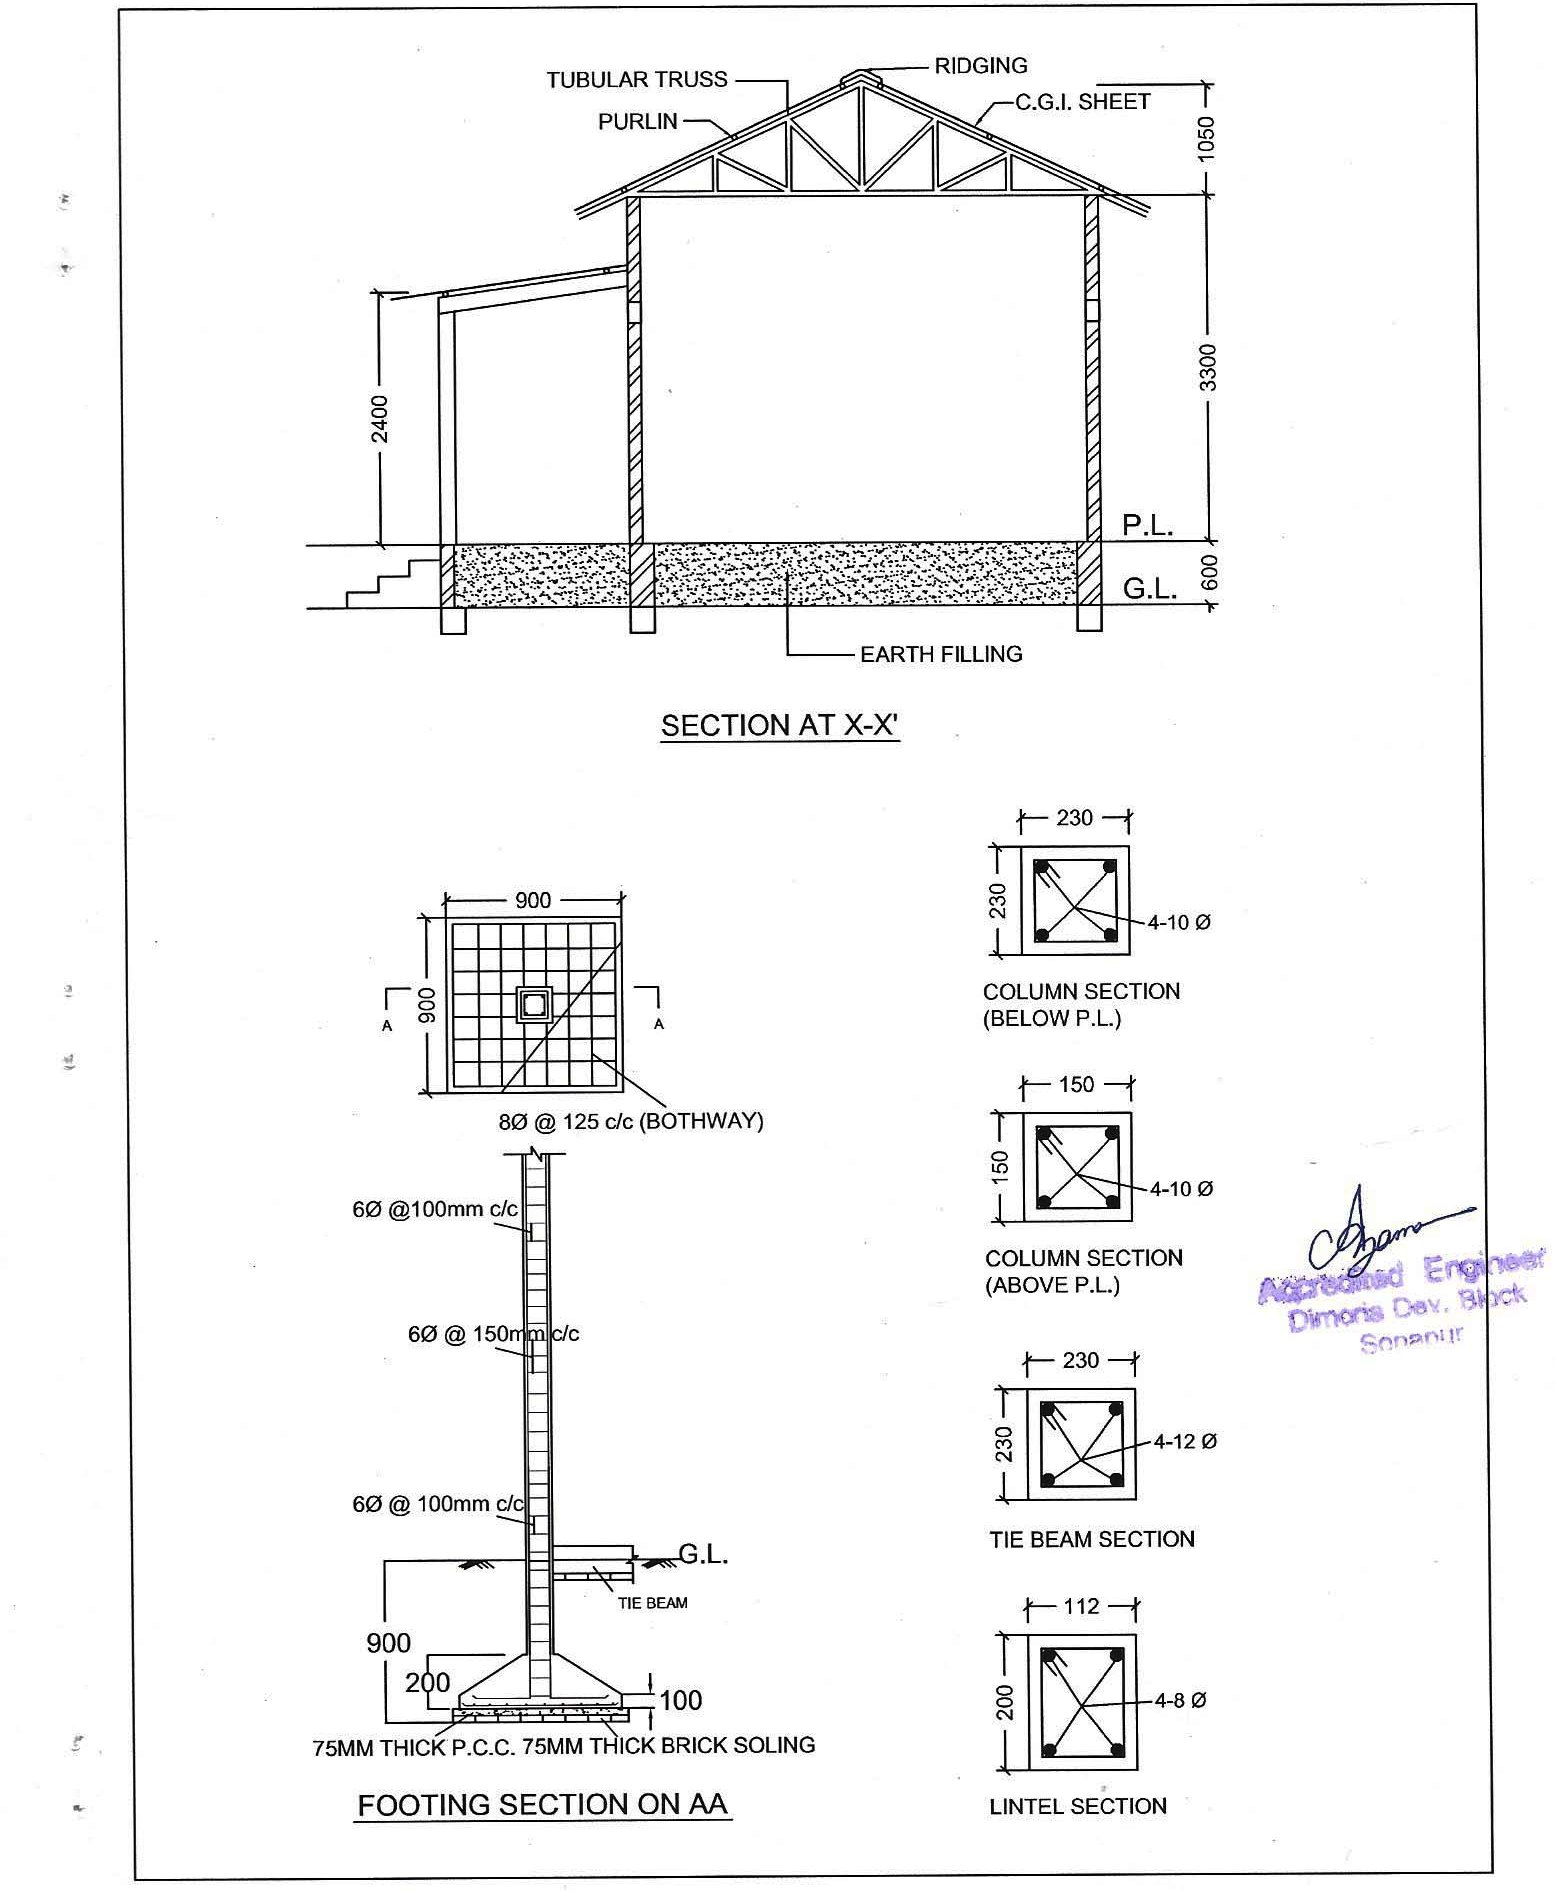 RIDGING
TUBULAR TRUSS
C.G.I. SHEET
PURLIN
1050
3300
2400
P.L.
600
G.L.
EARTH FILLING
SECTION AT X-X'
230
230
4-10 Ø
COLUMN SECTION
(BELOW P.L.)
900
900
A
A
8Ø @ 125 c/c (BOTHWAY)
150
150
4-10 Ø
COLUMN SECTION
(ABOVE P.L.)
6Ø @100mm c/c
6Ø @ 150mm c/c
6Ø @ 100mm c/c
G.L.
TIE BEAM
900
200
100
75MM THICK P.C.C. 75MM THICK BRICK SOLING
FOOTING SECTION ON AA
230
230
4-12 Ø
TIE BEAM SECTION
112
200
4-8 Ø
LINTEL SECTION
Accredited Engineer
Dimoria Dev. Block
Sonapur